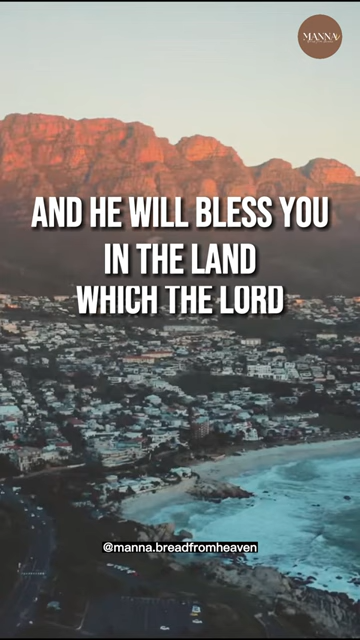 MANNA
AND HE WILL BLESS YOU
IN THE LAND
WHICH THE LORD
@manna.breadfromheaven